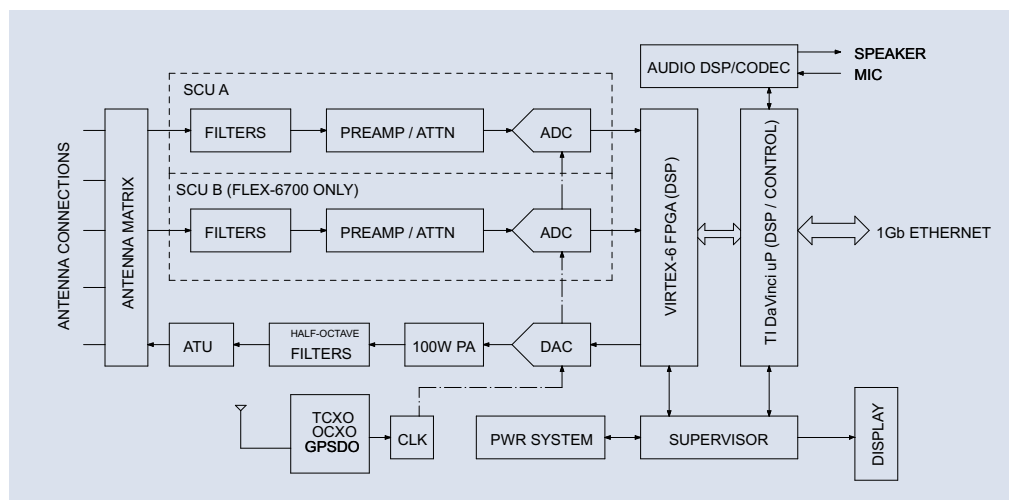 AUDIO DSP/CODEC
SPEAKER
MIC
SCU A
FILTERS
PREAMP / ATTN
ADC
SCU B (FLEX-6700 ONLY)
FILTERS
PREAMP / ATTN
ADC
ANTENNA CONNECTIONS
ANTENNA MATRIX
VIRTEX-6 FPGA (DSP)
TI DaVinci uP (DSP / CONTROL)
1Gb ETHERNET
ATU
HALF-OCTAVE
FILTERS
100W PA
DAC
TCXO
OCXO
GPSDO
CLK
PWR SYSTEM
SUPERVISOR
DISPLAY